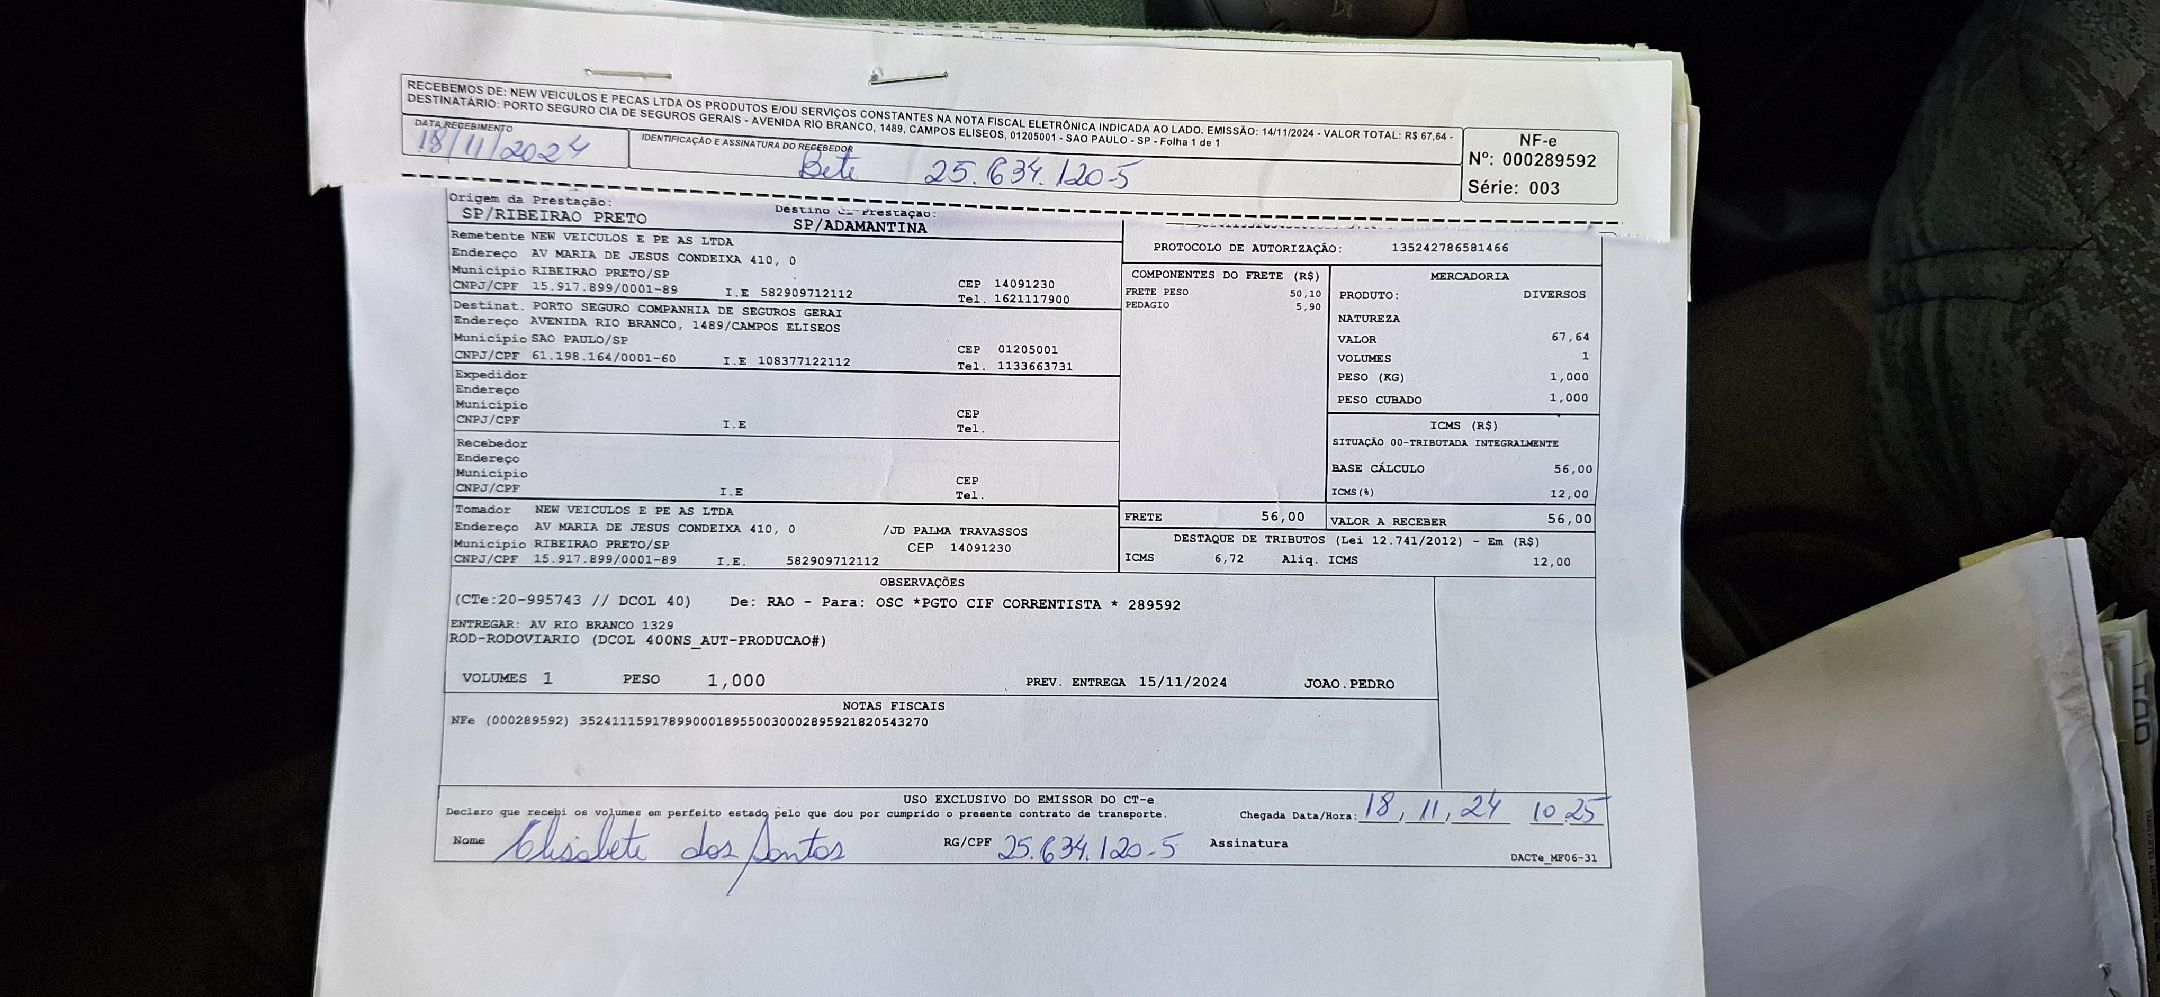 RECEBEMOS DE: NEW VEICULOS E PECAS LTDA OS PRODUTOS E/OU SERVIÇOS CONSTANTES NA NOTA FISCAL ELETRÔNICA INDICADA AO LADO. EMISSÃO: 14/11/2024 - VALOR TOTAL: R$ 67,64 -
DESTINATÁRIO: PORTO SEGURO CIA DE SEGUROS GERAIS - AVENIDA RIO BRANCO, 1489, CAMPOS ELISEOS, 01205001 - SAO PAULO - SP - Folha 1 de 1
DATA RECEBIMENTO
18/11/2024
IDENTIFICAÇÃO E ASSINATURA DO RECEBEDOR
Bete 25.634.120-5
NF-e
Nº: 000289592
Série: 003
Origem da Prestação:
SP/RIBEIRAO PRETO
Destino da Prestação:
SP/ADAMANTINA
Remetente NEW VEICULOS E PE AS LTDA
Endereço AV MARIA DE JESUS CONDEIXA 410, 0
Município RIBEIRAO PRETO/SP CEP 14091230
CNPJ/CPF 15.917.899/0001-89 I.E 582909712112 Tel. 1621117900
Destinat. PORTO SEGURO COMPANHIA DE SEGUROS GERAI
Endereço AVENIDA RIO BRANCO, 1489/CAMPOS ELISEOS
Município SAO PAULO/SP CEP 01205001
CNPJ/CPF 61.198.164/0001-60 I.E 108377122112 Tel. 1133663731
Expedidor
Endereço
Município CEP
CNPJ/CPF I.E Tel.
Recebedor
Endereço
Município CEP
CNPJ/CPF I.E Tel.
Tomador NEW VEICULOS E PE AS LTDA
Endereço AV MARIA DE JESUS CONDEIXA 410, 0 /JD PALMA TRAVASSOS
Município RIBEIRAO PRETO/SP CEP 14091230
CNPJ/CPF 15.917.899/0001-89 I.E. 582909712112
PROTOCOLO DE AUTORIZAÇÃO: 135242786581466
COMPONENTES DO FRETE (R$)
FRETE PESO 50,10
PEDAGIO 5,90
MERCADORIA
PRODUTO: DIVERSOS
NATUREZA
VALOR 67,64
VOLUMES 1
PESO (KG) 1,000
PESO CUBADO 1,000
ICMS (R$)
SITUAÇÃO 00-TRIBUTADA INTEGRALMENTE
BASE CÁLCULO 56,00
ICMS(%) 12,00
FRETE 56,00
VALOR A RECEBER 56,00
DESTAQUE DE TRIBUTOS (Lei 12.741/2012) - Em (R$)
ICMS 6,72 Aliq. ICMS 12,00
OBSERVAÇÕES
(CTe:20-995743 // DCOL 40) De: RAO - Para: OSC *PGTO CIF CORRENTISTA * 289592
ENTREGAR: AV RIO BRANCO 1329
ROD-RODOVIARIO (DCOL 400NS_AUT-PRODUCAO#)
VOLUMES 1 PESO 1,000 PREV. ENTREGA 15/11/2024 JOAO.PEDRO
NOTAS FISCAIS
NFe (000289592) 35241115917899000189550030002895921820543270
USO EXCLUSIVO DO EMISSOR DO CT-e
Declaro que recebi os volumes em perfeito estado pelo que dou por cumprido o presente contrato de transporte. Chegada Data/Hora: 18, 11, 24 10 25
Nome Elisabete dos Santos RG/CPF 25.634.120-5 Assinatura
DACTe_MF06-31